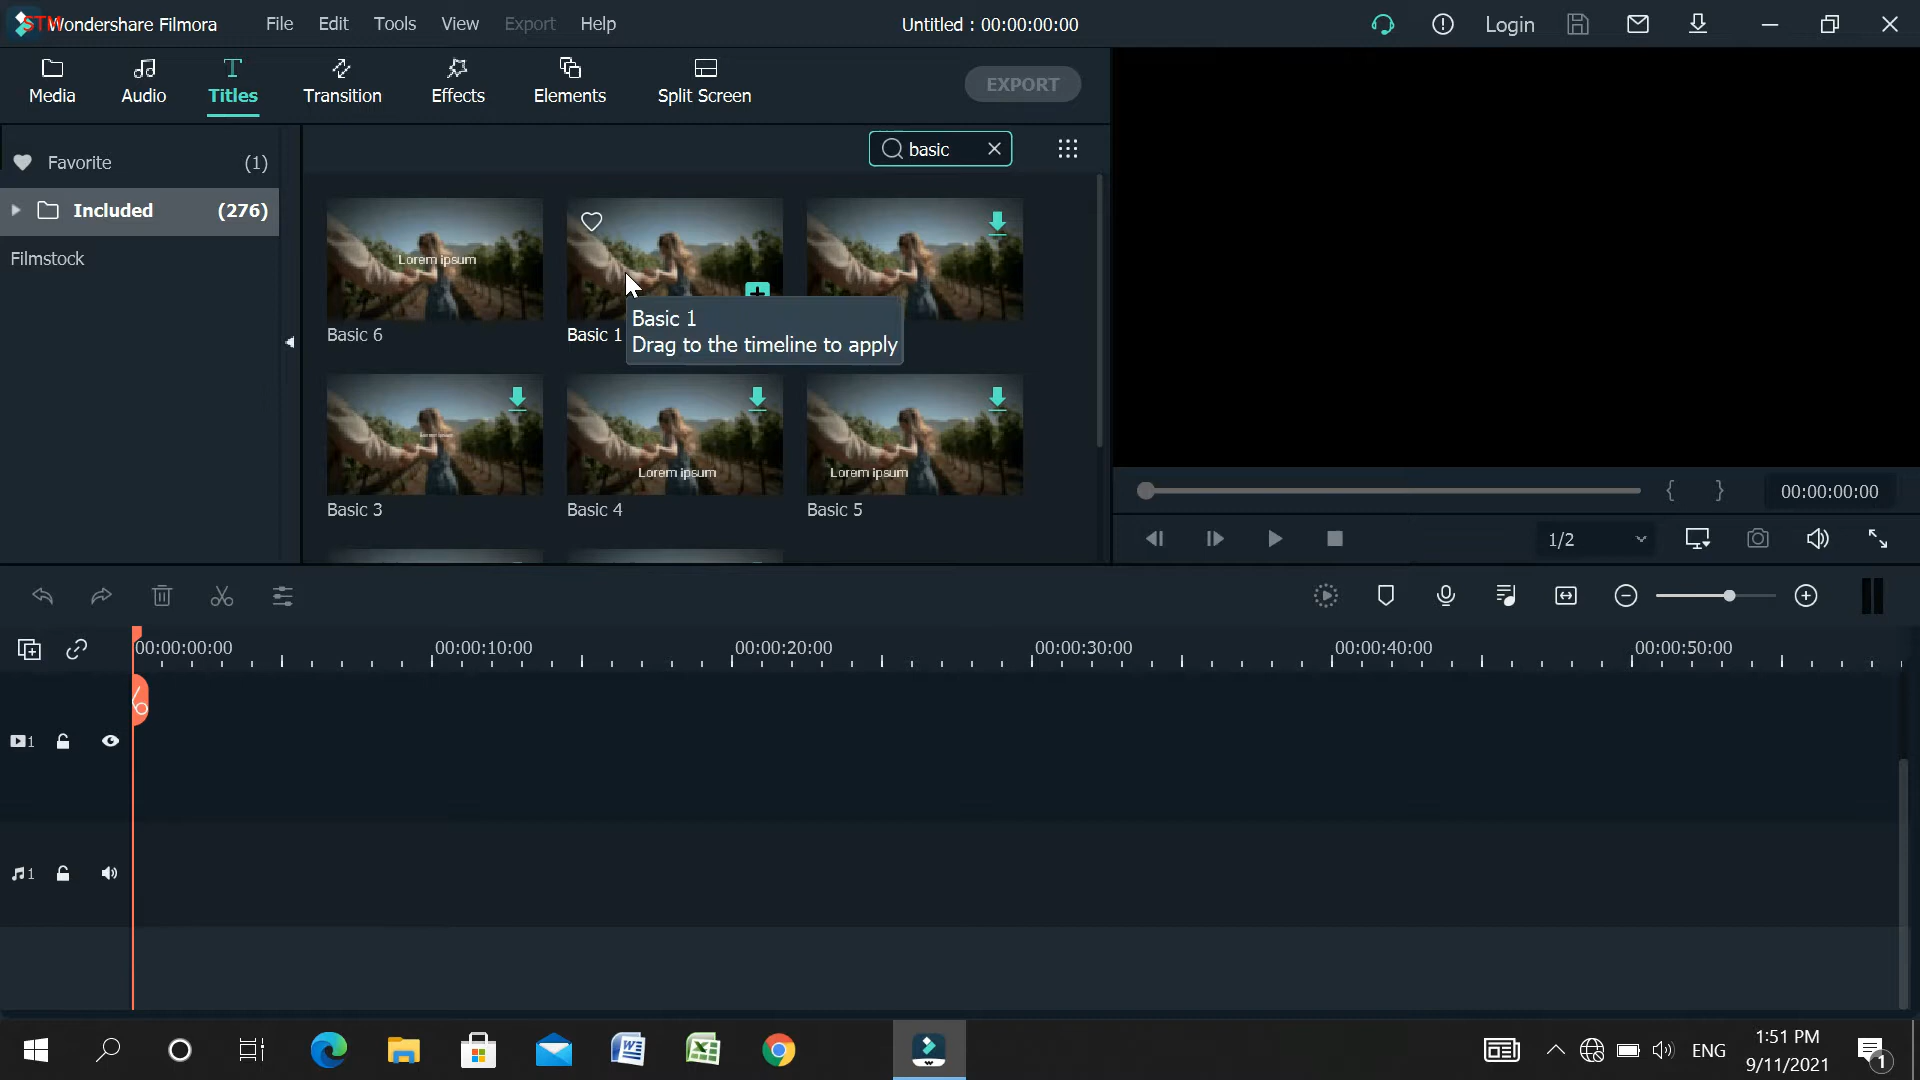 STM
Wondershare Filmora
File
Edit
Tools
View
Export
Help
Untitled : 00:00:00:00
Login
Media
Audio
Titles
Transition
Effects
Elements
Split Screen
EXPORT
Favorite (1)
Included (276)
Filmstock
basic
Lorem ipsum
Basic 6
Basic 1
Basic 1
Drag to the timeline to apply
Lorem ipsum
Lorem ipsum
Lorem ipsum
Basic 3
Basic 4
Basic 5
{ }
00:00:00:00
1/2
00:00:00:00
00:00:10:00
00:00:20:00
00:00:30:00
00:00:40:00
00:00:50:00
1
1
ENG
1:51 PM
9/11/2021
1